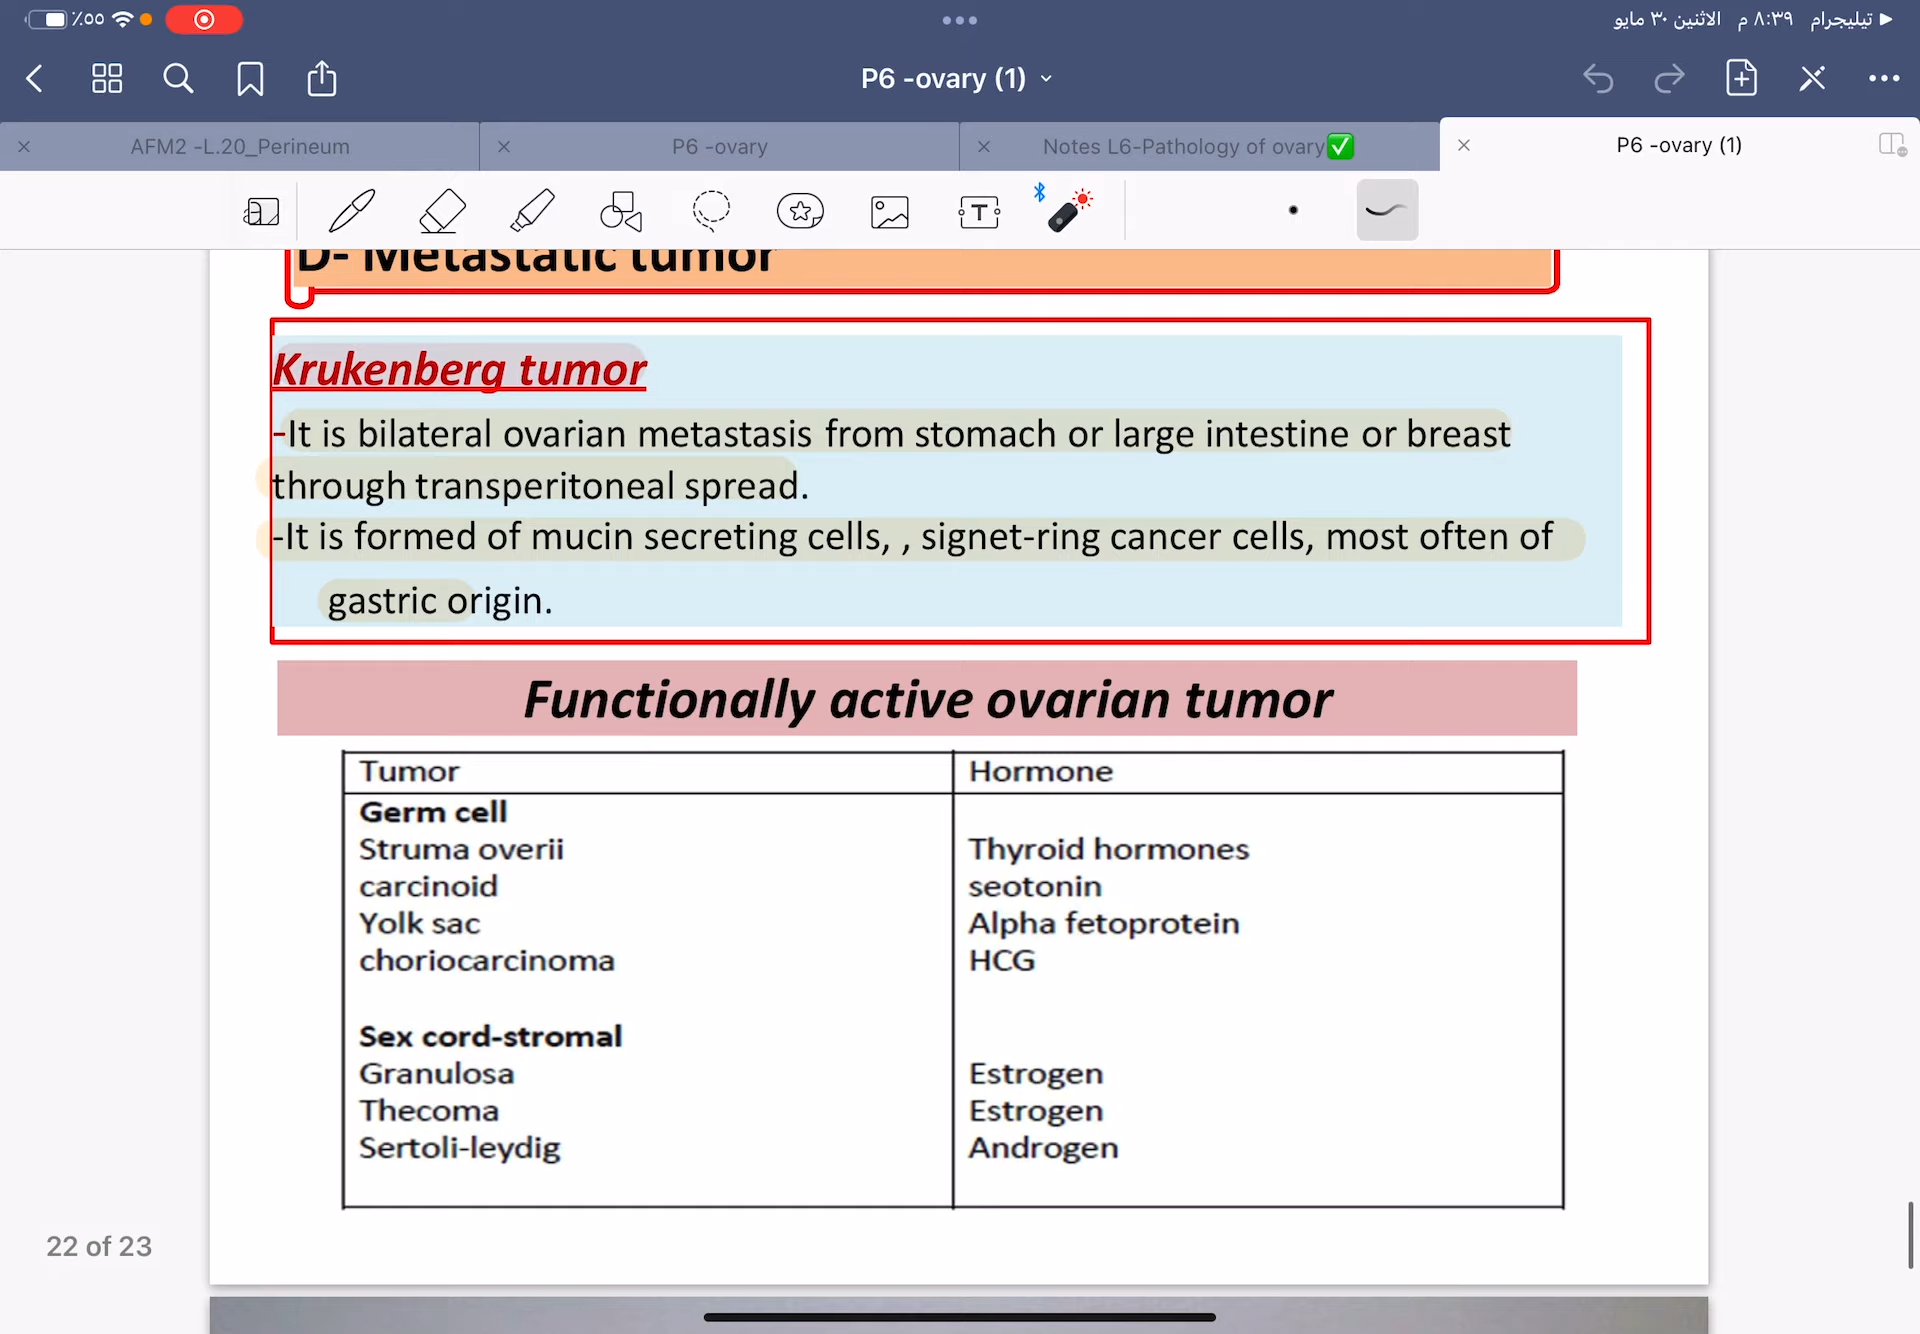 ٪٥٥
◀ تيليجرام ٨:٣٩ م الاثنين ٣٠ مايو
P6 -ovary (1)
AFM2 -L.20_Perineum
P6 -ovary
Notes L6-Pathology of ovary✅
P6 -ovary (1)
D- Metastatic tumor
Krukenberg tumor
-It is bilateral ovarian metastasis from stomach or large intestine or breast
through transperitoneal spread.
-It is formed of mucin secreting cells, , signet-ring cancer cells, most often of
gastric origin.
Functionally active ovarian tumor
Tumor Hormone
Germ cell
Struma overii Thyroid hormones
carcinoid seotonin
Yolk sac Alpha fetoprotein
choriocarcinoma HCG
Sex cord-stromal
Granulosa Estrogen
Thecoma Estrogen
Sertoli-leydig Androgen
22 of 23